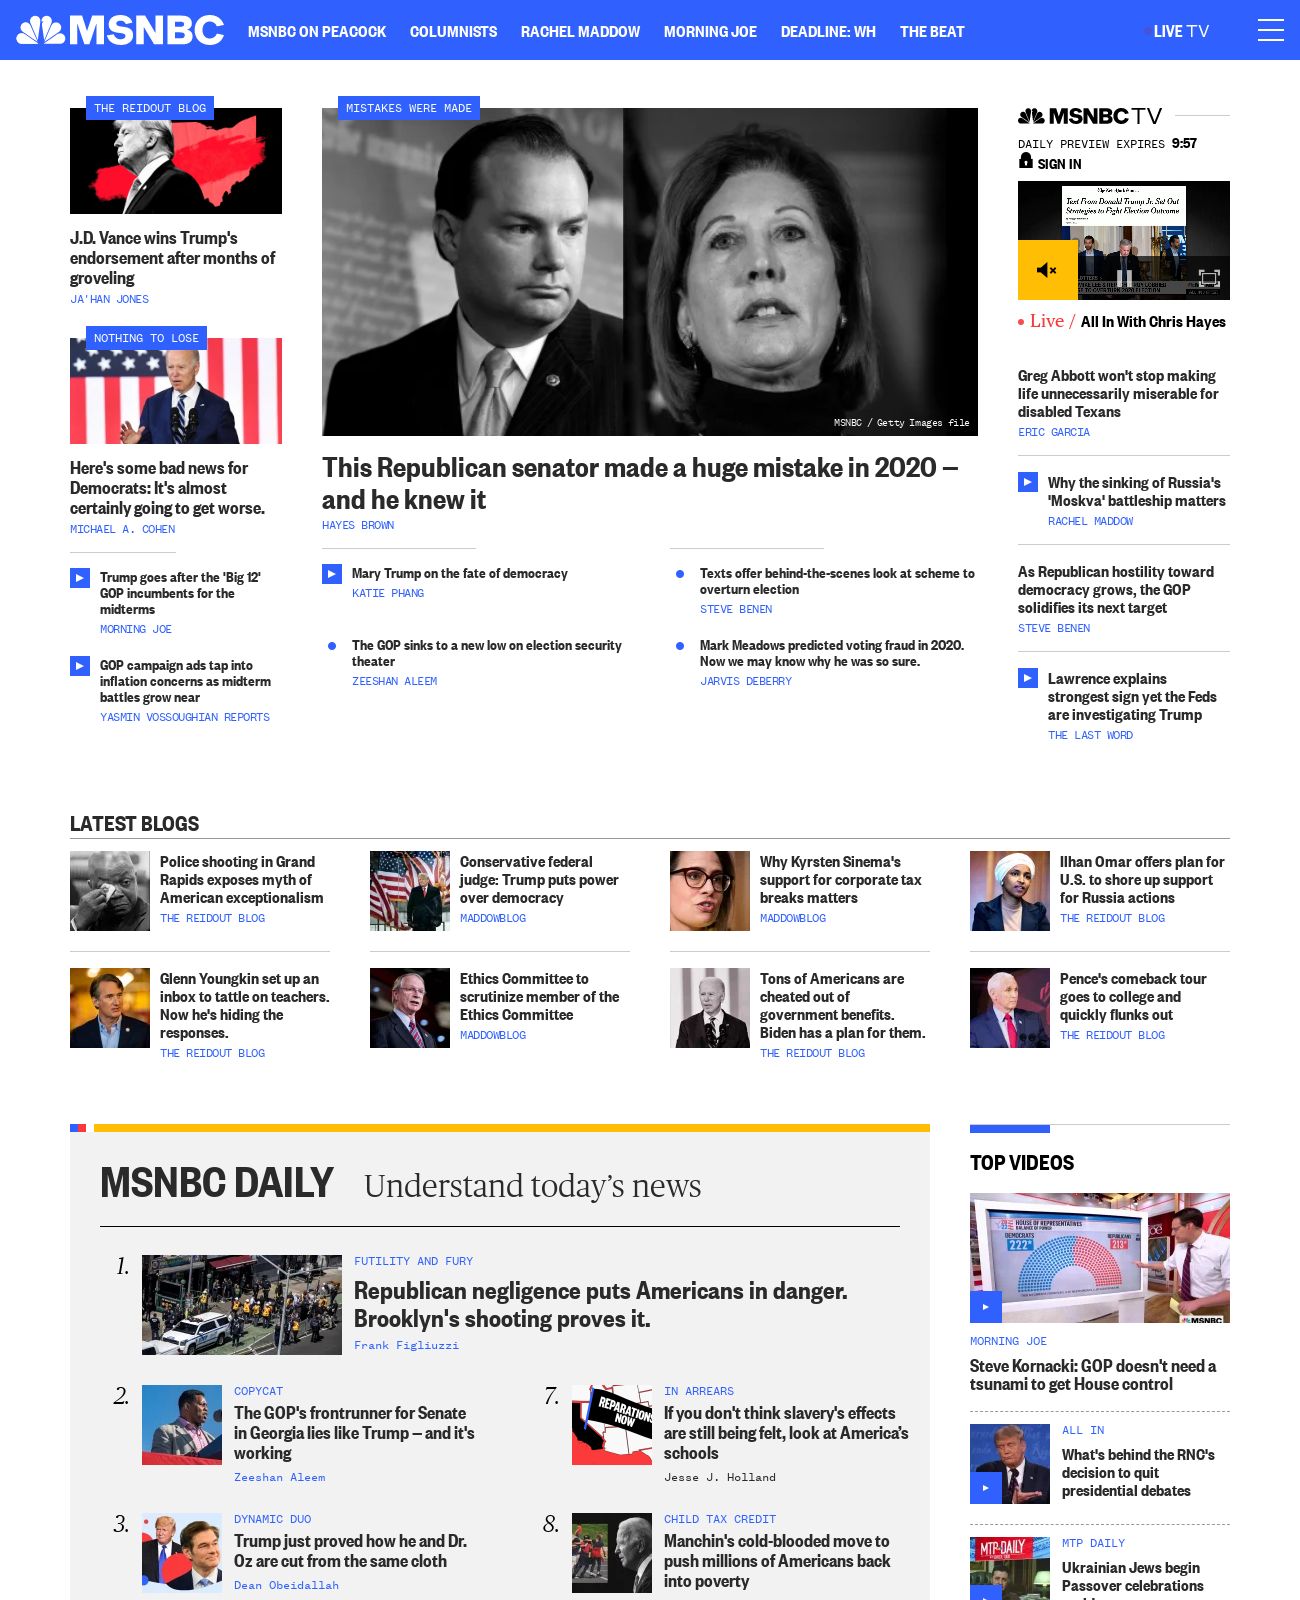 MSNBC
MSNBC ON PEACOCK
COLUMNISTS
RACHEL MADDOW
MORNING JOE
DEADLINE: WH
THE BEAT
LIVE TV
THE REIDOUT BLOG
J.D. Vance wins Trump's
endorsement after months of
groveling
JA'HAN JONES
NOTHING TO LOSE
Here's some bad news for
Democrats: It's almost
certainly going to get worse.
MICHAEL A. COHEN
Trump goes after the 'Big 12'
GOP incumbents for the
midterms
MORNING JOE
GOP campaign ads tap into
inflation concerns as midterm
battles grow near
YASMIN VOSSOUGHIAN REPORTS
MISTAKES WERE MADE
MSNBC / Getty Images file
This Republican senator made a huge mistake in 2020 —
and he knew it
HAYES BROWN
Mary Trump on the fate of democracy
KATIE PHANG
Texts offer behind-the-scenes look at scheme to
overturn election
STEVE BENEN
The GOP sinks to a new low on election security
theater
ZEESHAN ALEEM
Mark Meadows predicted voting fraud in 2020.
Now we may know why he was so sure.
JARVIS DEBERRY
MSNBC TV
DAILY PREVIEW EXPIRES 9:57
SIGN IN
Text From Donald Trump Jr. Set Out
Strategies to Fight Election Outcome
Live / All In With Chris Hayes
Greg Abbott won't stop making
life unnecessarily miserable for
disabled Texans
ERIC GARCIA
Why the sinking of Russia's
'Moskva' battleship matters
RACHEL MADDOW
As Republican hostility toward
democracy grows, the GOP
solidifies its next target
STEVE BENEN
Lawrence explains
strongest sign yet the Feds
are investigating Trump
THE LAST WORD
LATEST BLOGS
Police shooting in Grand
Rapids exposes myth of
American exceptionalism
THE REIDOUT BLOG
Conservative federal
judge: Trump puts power
over democracy
MADDOWBLOG
Why Kyrsten Sinema's
support for corporate tax
breaks matters
MADDOWBLOG
Ilhan Omar offers plan for
U.S. to shore up support
for Russia actions
THE REIDOUT BLOG
Glenn Youngkin set up an
inbox to tattle on teachers.
Now he's hiding the
responses.
THE REIDOUT BLOG
Ethics Committee to
scrutinize member of the
Ethics Committee
MADDOWBLOG
Tons of Americans are
cheated out of
government benefits.
Biden has a plan for them.
THE REIDOUT BLOG
Pence's comeback tour
goes to college and
quickly flunks out
THE REIDOUT BLOG
MSNBC DAILY
Understand today's news
1.
FUTILITY AND FURY
Republican negligence puts Americans in danger.
Brooklyn's shooting proves it.
Frank Figliuzzi
2.
COPYCAT
The GOP's frontrunner for Senate
in Georgia lies like Trump — and it's
working
Zeeshan Aleem
7.
REPARATIONS
NOW
IN ARREARS
If you don't think slavery's effects
are still being felt, look at America's
schools
Jesse J. Holland
3.
DYNAMIC DUO
Trump just proved how he and Dr.
Oz are cut from the same cloth
Dean Obeidallah
8.
CHILD TAX CREDIT
Manchin's cold-blooded move to
push millions of Americans back
into poverty
TOP VIDEOS
HOUSE OF REPRESENTATIVES
BALANCE OF POWER
DEMOCRATS
222*
REPUBLICANS
213*
MSNBC
MORNING JOE
Steve Kornacki: GOP doesn't need a
tsunami to get House control
ALL IN
What's behind the RNC's
decision to quit
presidential debates
MTP DAILY
MTP DAILY
Ukrainian Jews begin
Passover celebrations